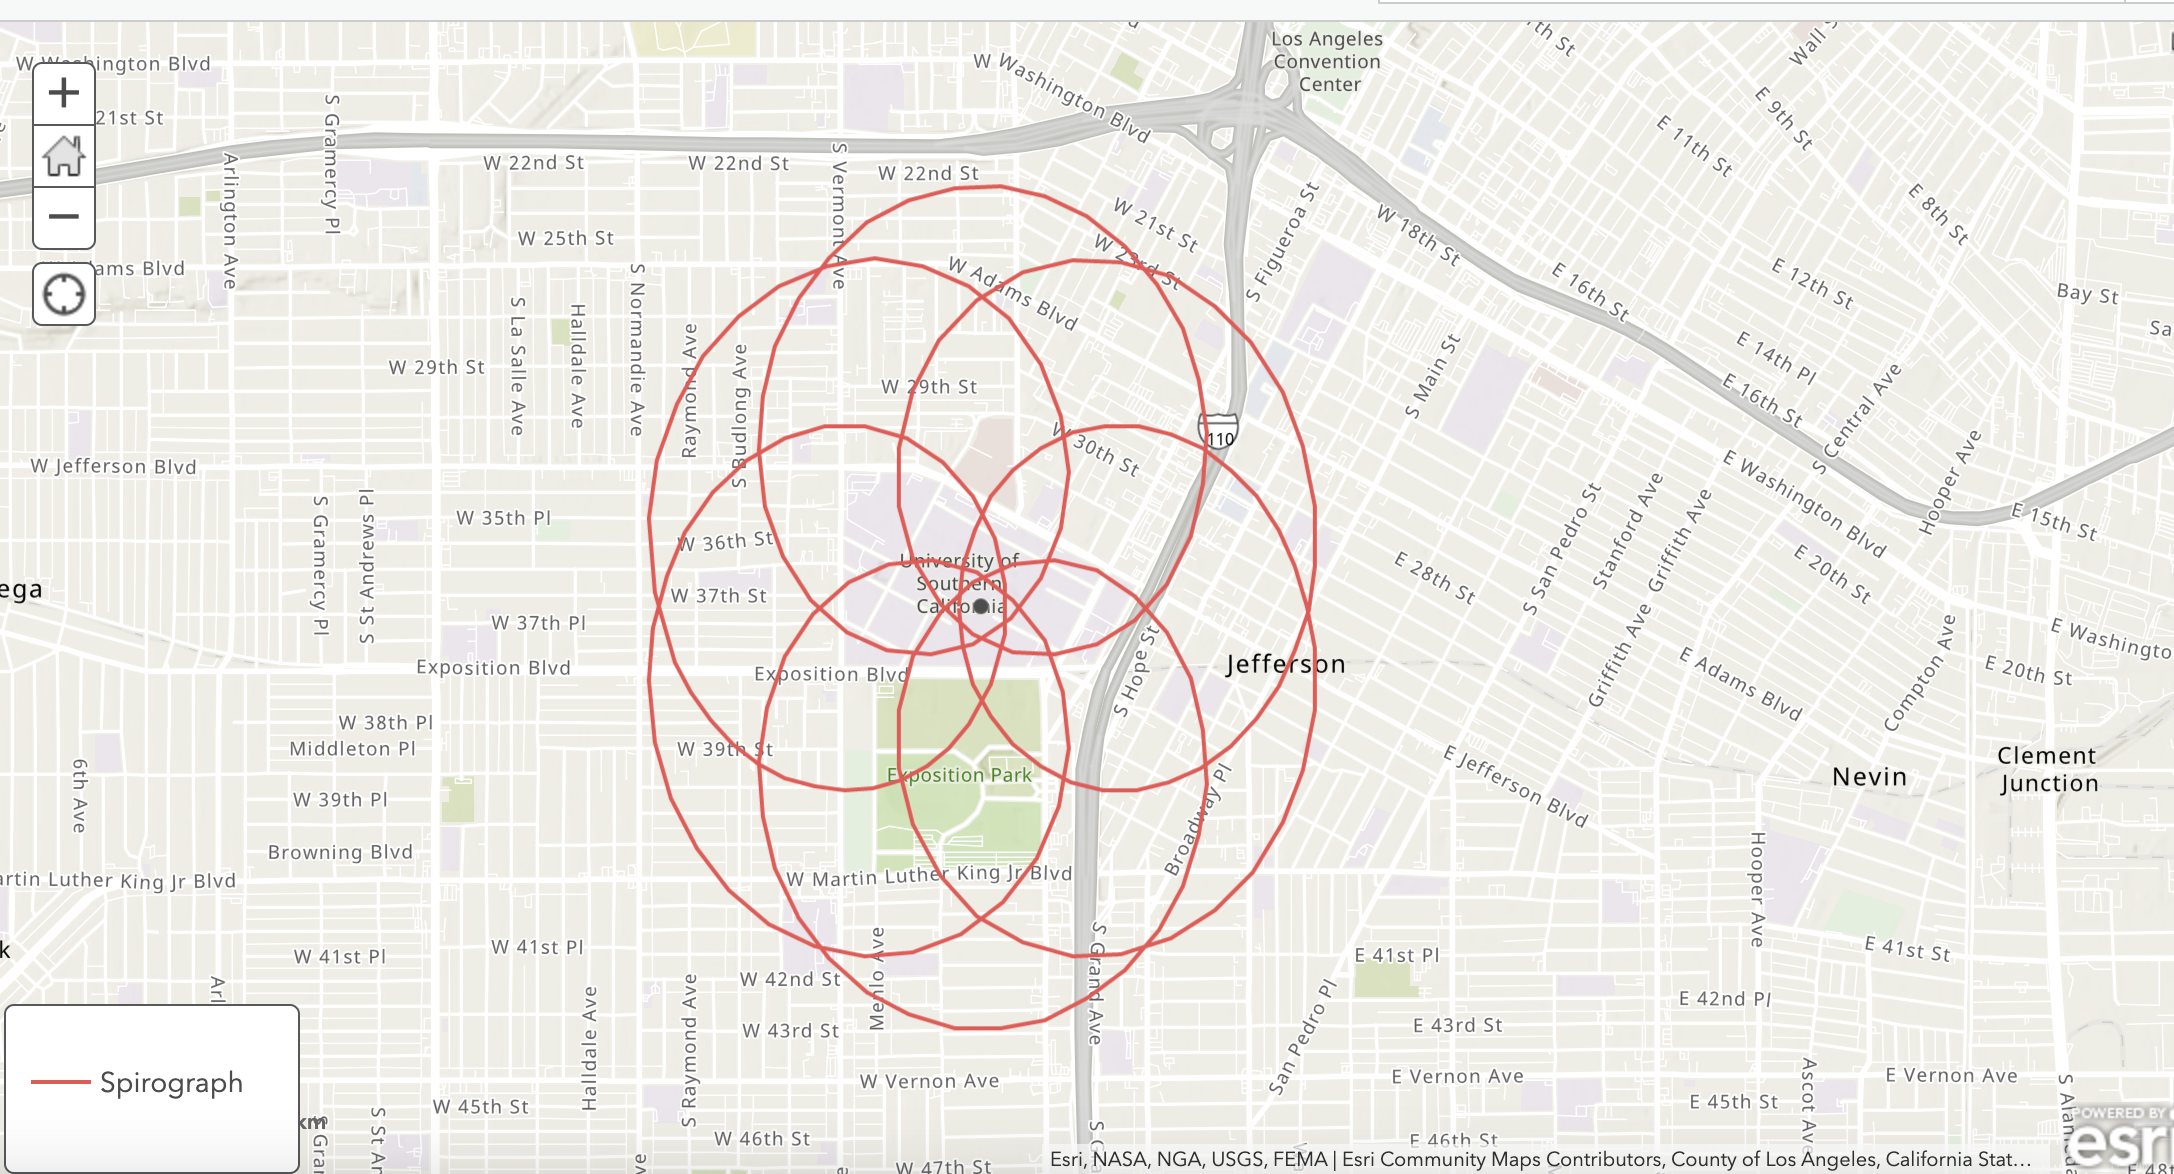 Los Angeles
Convention
Center
W Washington Blvd
W Washington Blvd
Wall S
7th St
E 9th St
E 11th St
21st St
S Gramercy Pl
Arlington Ave
W 22nd St
W 22nd St
W 22nd St
S Vermont Ave
W 21st St
W 23rd St
S Figueroa St
W 18th St
E 8th St
W 25th St
E 16th St
E 12th St
Bay St
W Adams Blvd
S Normandie Ave
S La Salle Ave
Halldale Ave
Raymond Ave
S Budlong Ave
W 29th St
W 29th St
S Main St
E 14th Pl
E 16th St
S Central Ave
Sa
110
W 30th St
W Jefferson Blvd
E Washington Blvd
Hooper Ave
E 15th St
S Gramercy Pl
S St Andrews Pl
W 35th Pl
W 36th St
University of
Southern
California
S San Pedro St
Stanford Ave
Griffith Ave
Griffith Ave
E 28th St
E 20th St
ega
W 37th St
W 37th Pl
Exposition Blvd
Exposition Blvd
S Hope St
Jefferson
E Adams Blvd
Compton Ave
E Washingto
E 20th St
W 38th Pl
Middleton Pl
W 39th St
Exposition Park
6th Ave
W 39th Pl
Broadway Pl
E Jefferson Blvd
Nevin
Clement
Junction
Browning Blvd
artin Luther King Jr Blvd
W Martin Luther King Jr Blvd
Hooper Ave
k
W 41st Pl
W 41st Pl
Menlo Ave
S Grand Ave
E 41st Pl
E 41st St
Arl
W 42nd St
E 42nd Pl
Halldale Ave
S Raymond Ave
W 43rd St
San Pedro Pl
E 43rd St
Spirograph
W Vernon Ave
E Vernon Ave
E Vernon Ave
Ascot Ave
S Alam
W 45th St
E 45th St
km
S Gra
S St A
W 46th St
E 46th St
W 47th St
POWERED BY
esri
Esri, NASA, NGA, USGS, FEMA | Esri Community Maps Contributors, County of Los Angeles, California Stat...